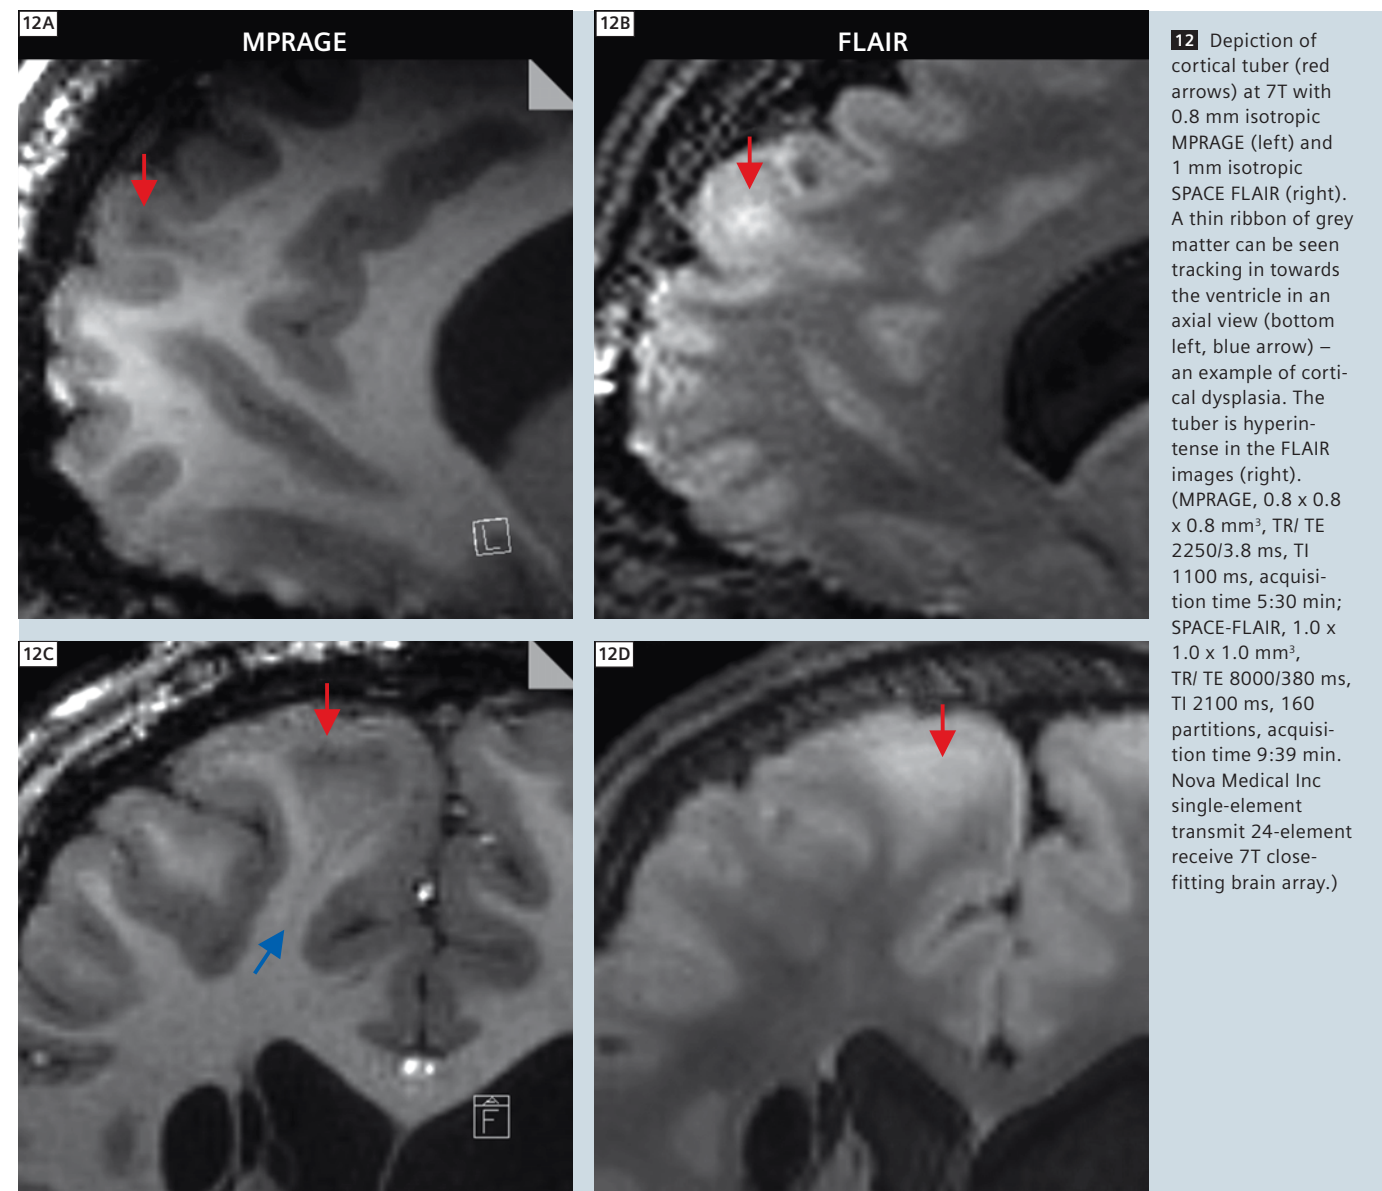 12A
MPRAGE
12B
FLAIR
L
12C
F
12D
12 Depiction of
cortical tuber (red
arrows) at 7T with
0.8 mm isotropic
MPRAGE (left) and
1 mm isotropic
SPACE FLAIR (right).
A thin ribbon of grey
matter can be seen
tracking in towards
the ventricle in an
axial view (bottom
left, blue arrow) –
an example of corti-
cal dysplasia. The
tuber is hyperin-
tense in the FLAIR
images (right).
(MPRAGE, 0.8 x 0.8
x 0.8 mm³, TR/ TE
2250/3.8 ms, TI
1100 ms, acquisi-
tion time 5:30 min;
SPACE-FLAIR, 1.0 x
1.0 x 1.0 mm³,
TR/ TE 8000/380 ms,
TI 2100 ms, 160
partitions, acquisi-
tion time 9:39 min.
Nova Medical Inc
single-element
transmit 24-element
receive 7T close-
fitting brain array.)